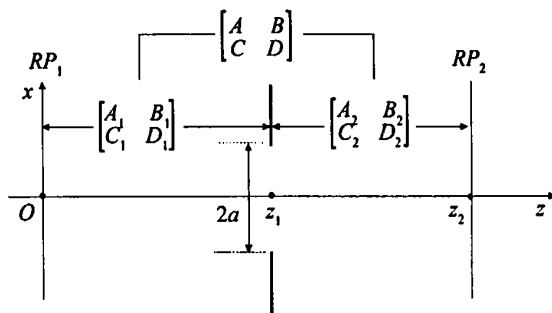 [A B
C D]
RP₁
RP₂
x
[A₁ B₁
C₁ D₁]
[A₂ B₂
C₂ D₂]
O
2a
z₁
z₂
z